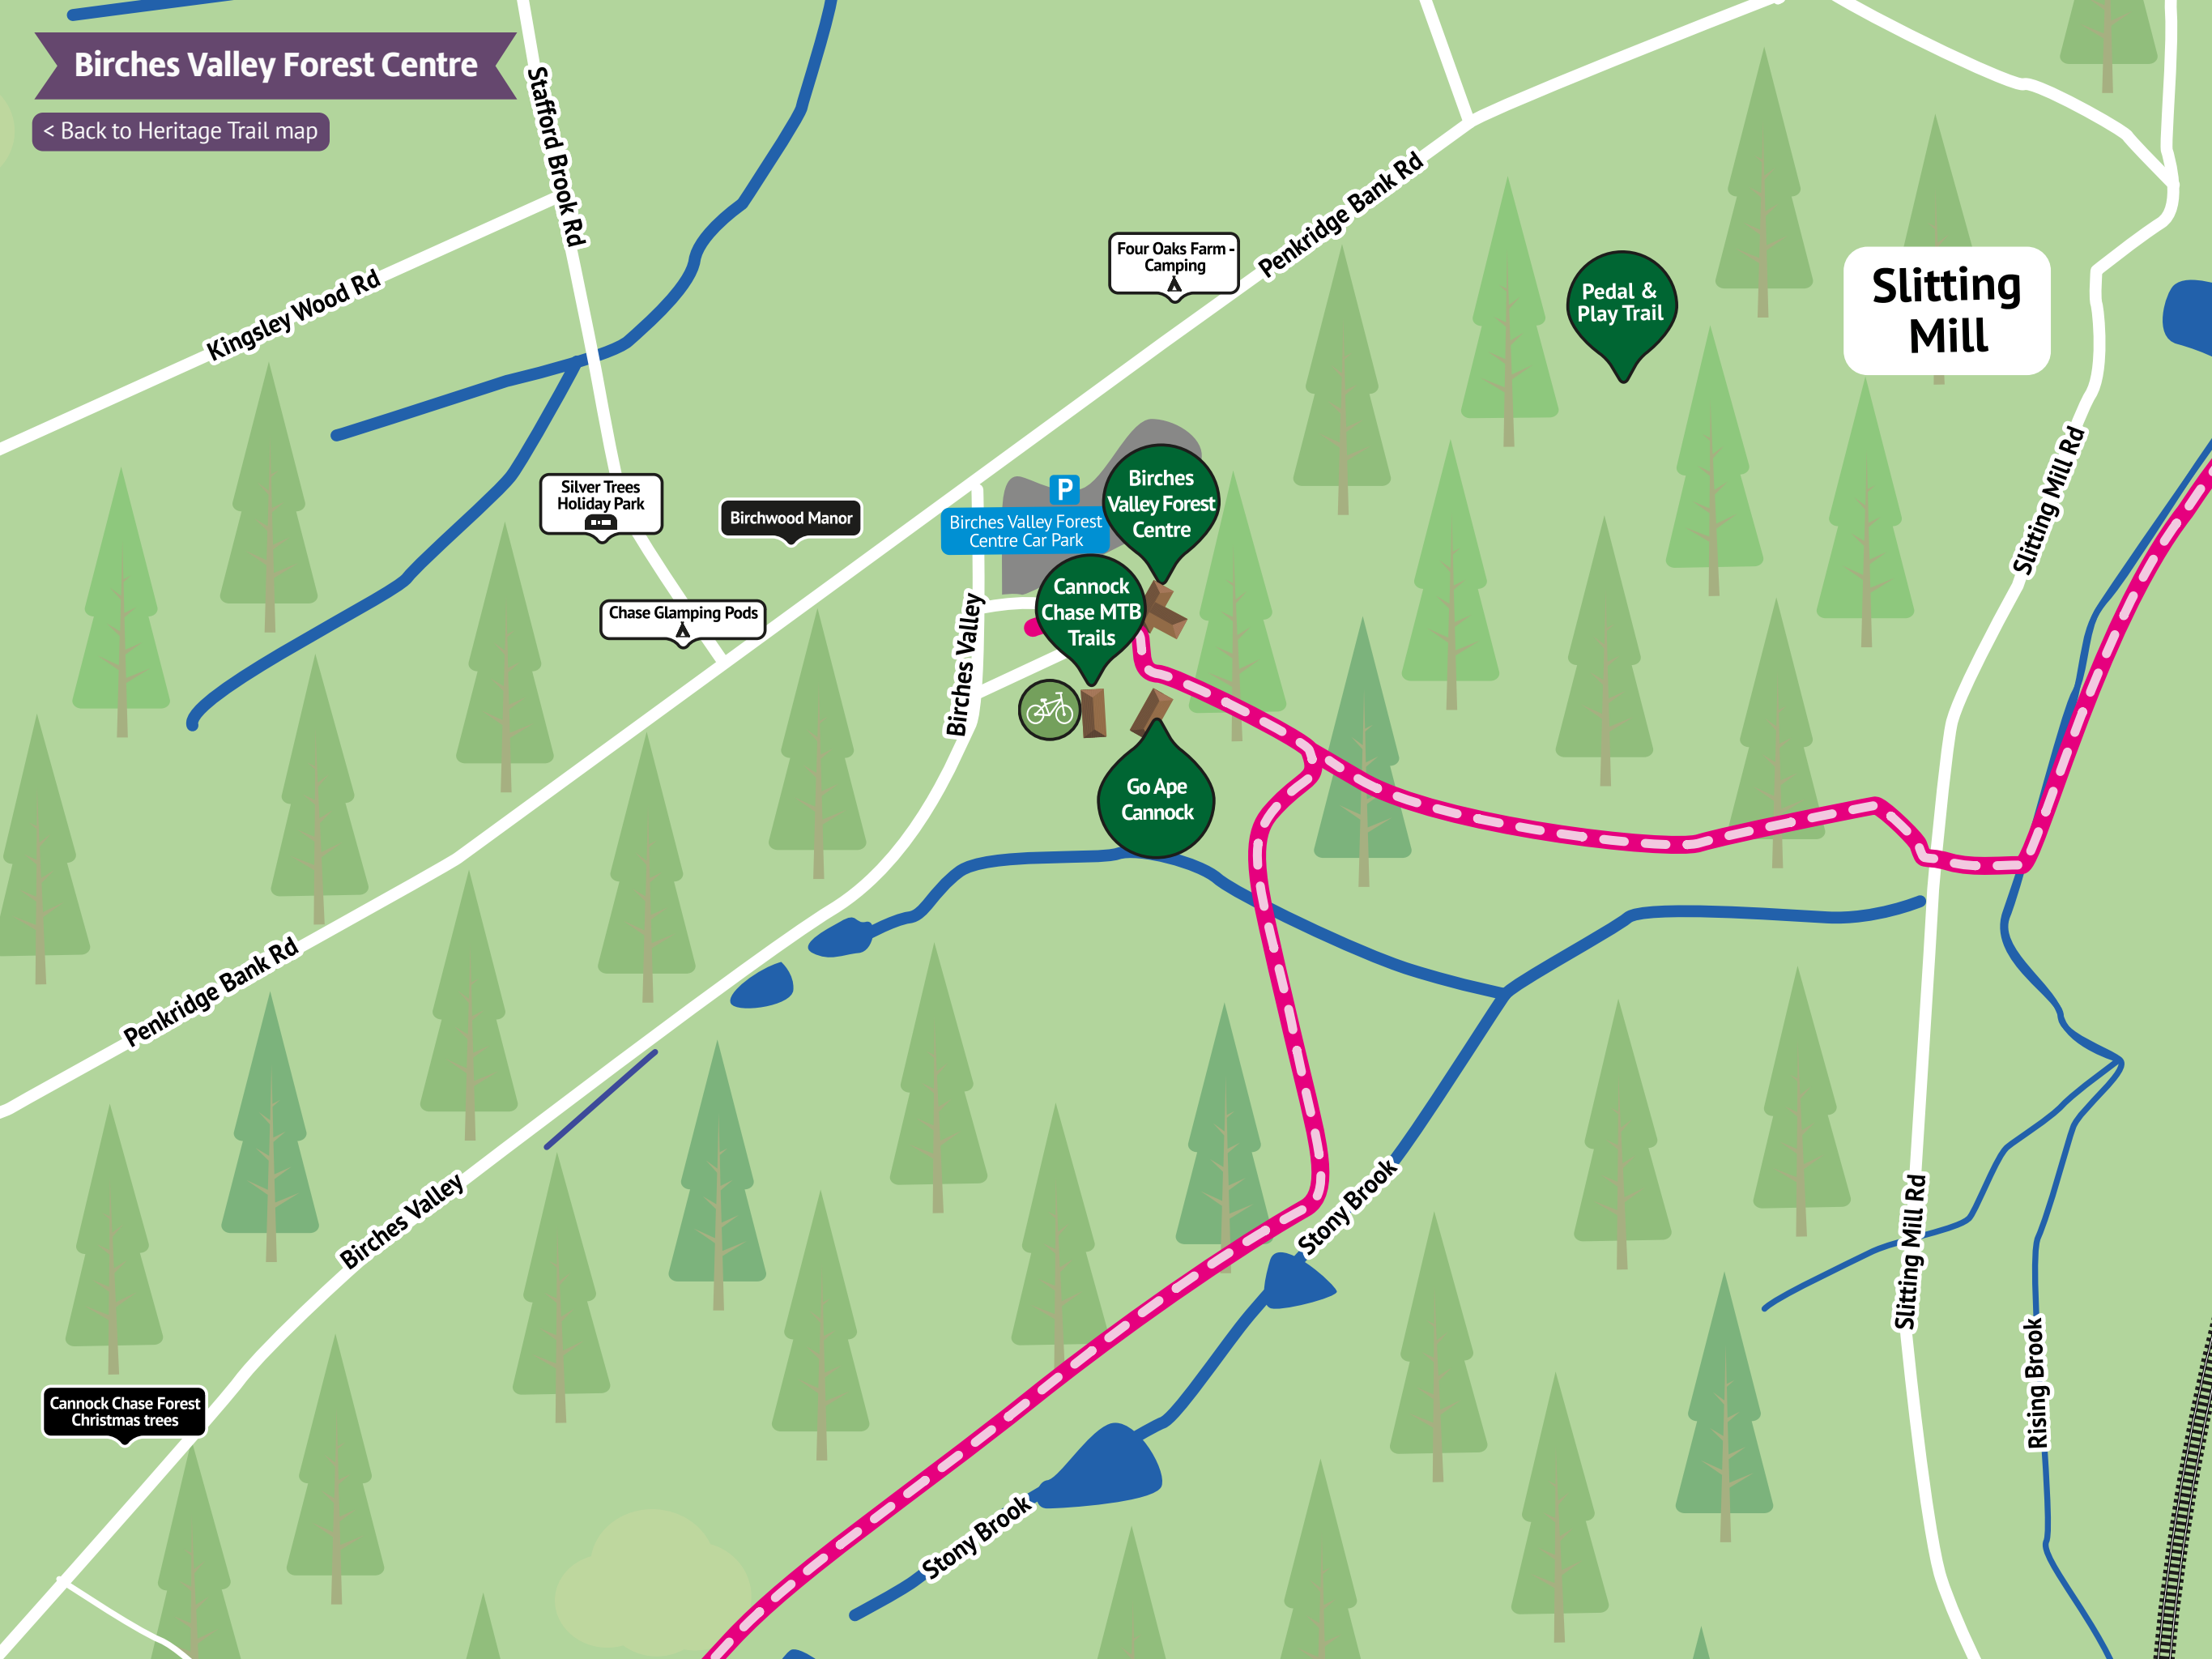 Birches Valley Forest Centre
< Back to Heritage Trail map
Stafford Brook Rd
Kingsley Wood Rd
Four Oaks Farm -
Camping
Penkridge Bank Rd
Pedal &
Play Trail
Slitting
Mill
Slitting Mill Rd
Silver Trees
Holiday Park
Birchwood Manor
P
Birches Valley Forest
Centre Car Park
Birches
Valley Forest
Centre
Chase Glamping Pods
Cannock
Chase MTB
Trails
Birches Valley
Go Ape
Cannock
Penkridge Bank Rd
Birches Valley
Stony Brook
Slitting Mill Rd
Rising Brook
Cannock Chase Forest
Christmas trees
Stony Brook